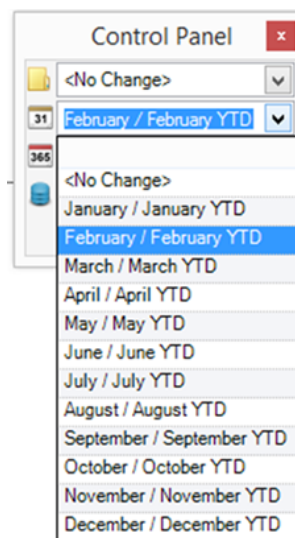 Control Panel
x
<No Change>
31
February / February YTD
365
<No Change>
January / January YTD
February / February YTD
March / March YTD
April / April YTD
May / May YTD
June / June YTD
July / July YTD
August / August YTD
September / September YTD
October / October YTD
November / November YTD
December / December YTD